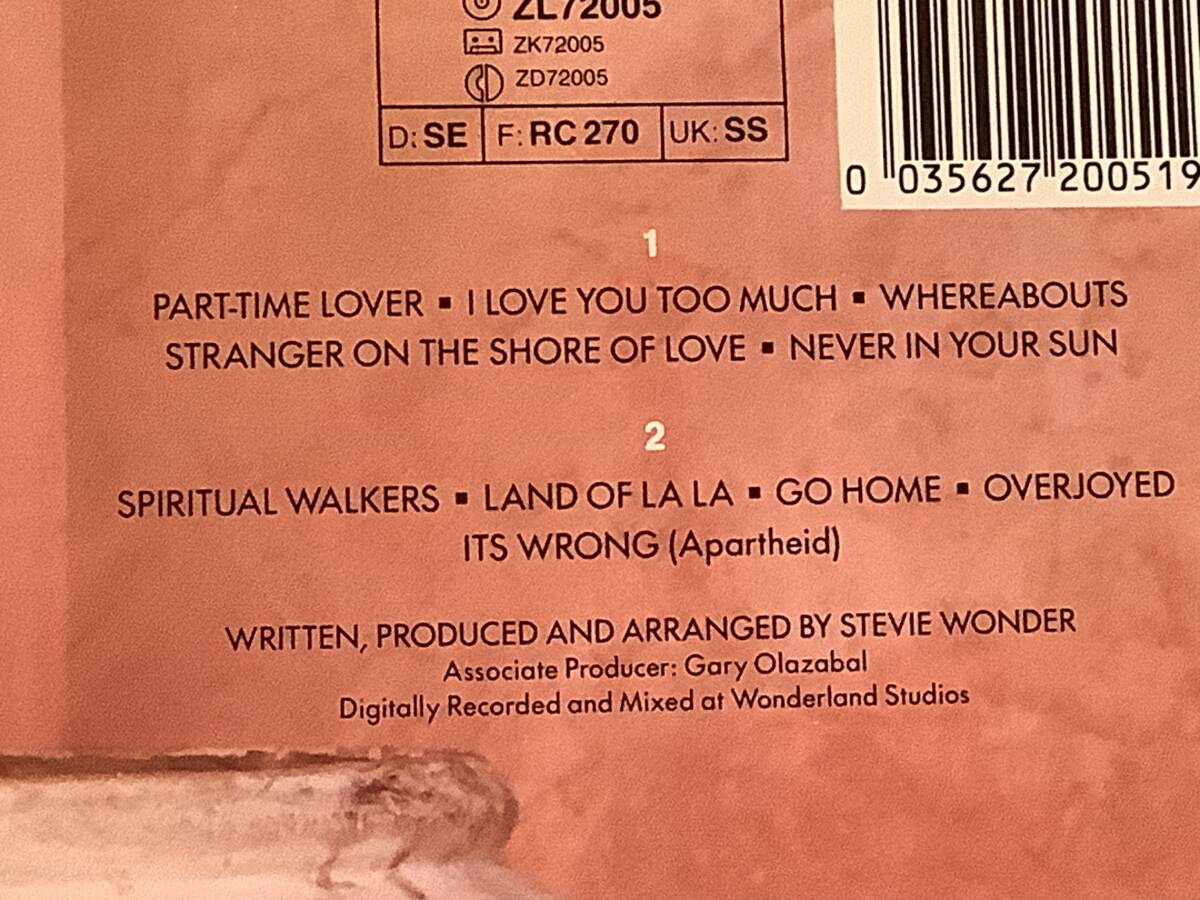 ZL72005
ZK72005
ZD72005
D: SE F: RC 270 UK: SS
0 035627 200519
1
PART-TIME LOVER ▪ I LOVE YOU TOO MUCH ▪ WHEREABOUTS
STRANGER ON THE SHORE OF LOVE ▪ NEVER IN YOUR SUN
2
SPIRITUAL WALKERS ▪ LAND OF LA LA ▪ GO HOME ▪ OVERJOYED
ITS WRONG (Apartheid)
WRITTEN, PRODUCED AND ARRANGED BY STEVIE WONDER
Associate Producer: Gary Olazabal
Digitally Recorded and Mixed at Wonderland Studios